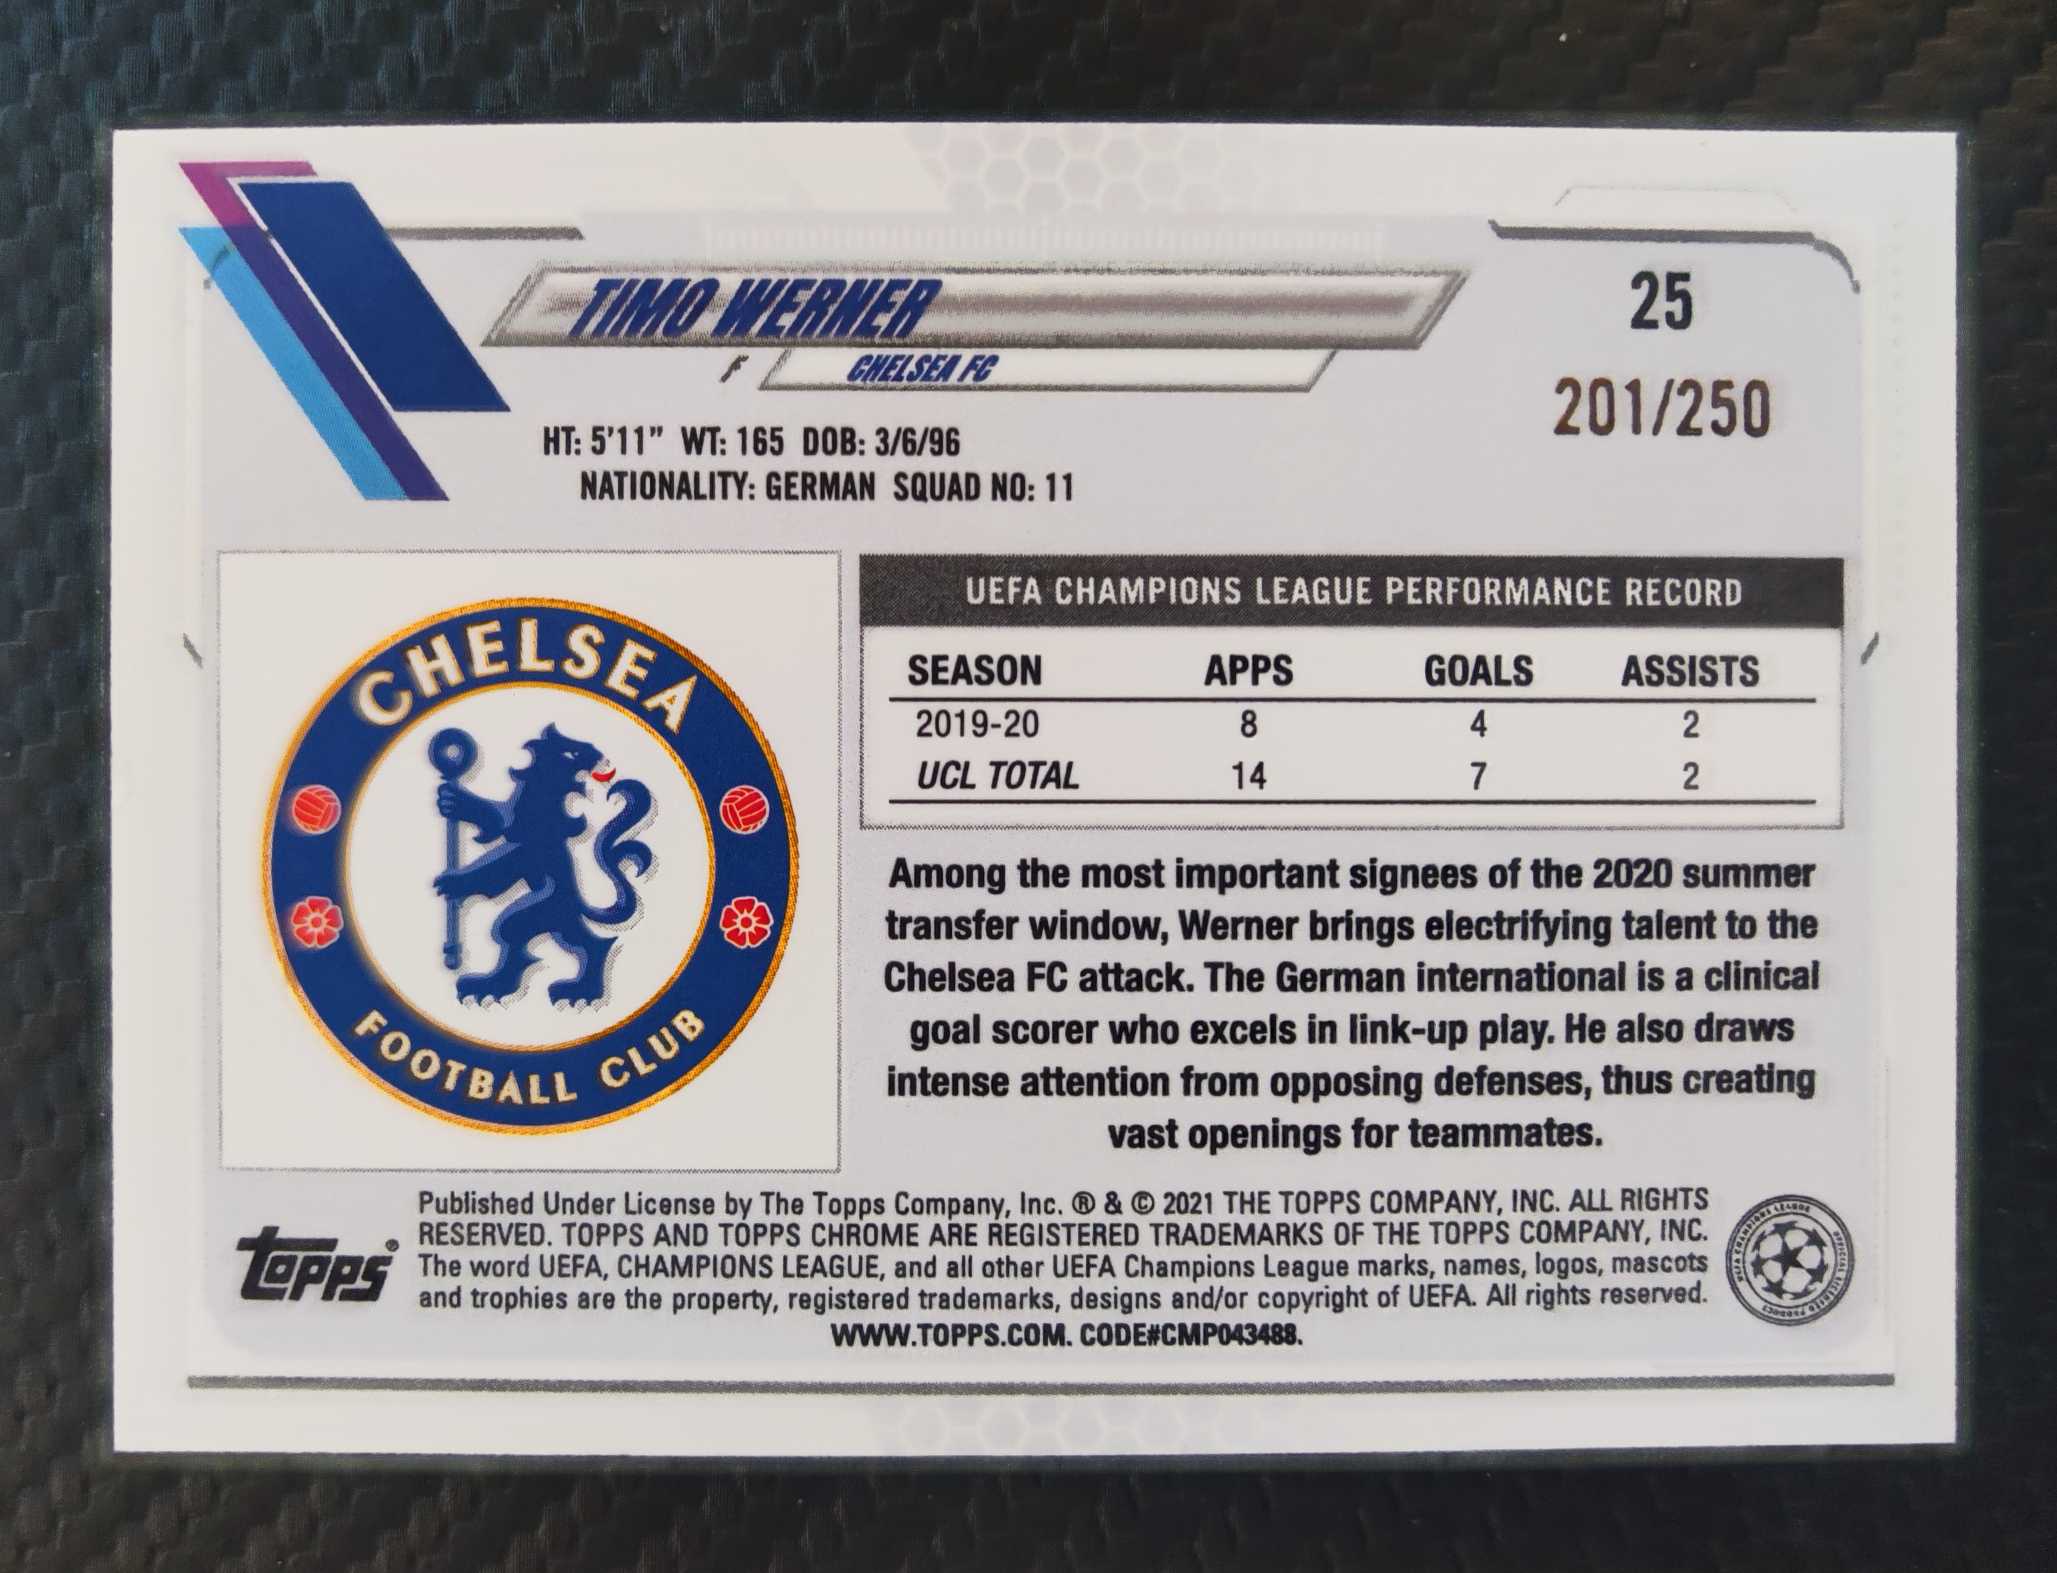 TIMO WERNER
25
F CHELSEA FC
201/250
HT: 5'11" WT: 165 DOB: 3/6/96
NATIONALITY: GERMAN SQUAD NO: 11
CHELSEA
FOOTBALL CLUB
UEFA CHAMPIONS LEAGUE PERFORMANCE RECORD
SEASON APPS GOALS ASSISTS
2019-20 8 4 2
UCL TOTAL 14 7 2
Among the most important signees of the 2020 summer
transfer window, Werner brings electrifying talent to the
Chelsea FC attack. The German international is a clinical
goal scorer who excels in link-up play. He also draws
intense attention from opposing defenses, thus creating
vast openings for teammates.
topps®
Published Under License by The Topps Company, Inc. ® & © 2021 THE TOPPS COMPANY, INC. ALL RIGHTS
RESERVED. TOPPS AND TOPPS CHROME ARE REGISTERED TRADEMARKS OF THE TOPPS COMPANY, INC.
The word UEFA, CHAMPIONS LEAGUE, and all other UEFA Champions League marks, names, logos, mascots
and trophies are the property, registered trademarks, designs and/or copyright of UEFA. All rights reserved.
WWW.TOPPS.COM. CODE#CMP043488.
UEFA CHAMPIONS LEAGUE
OFFICIAL LICENSED PRODUCT